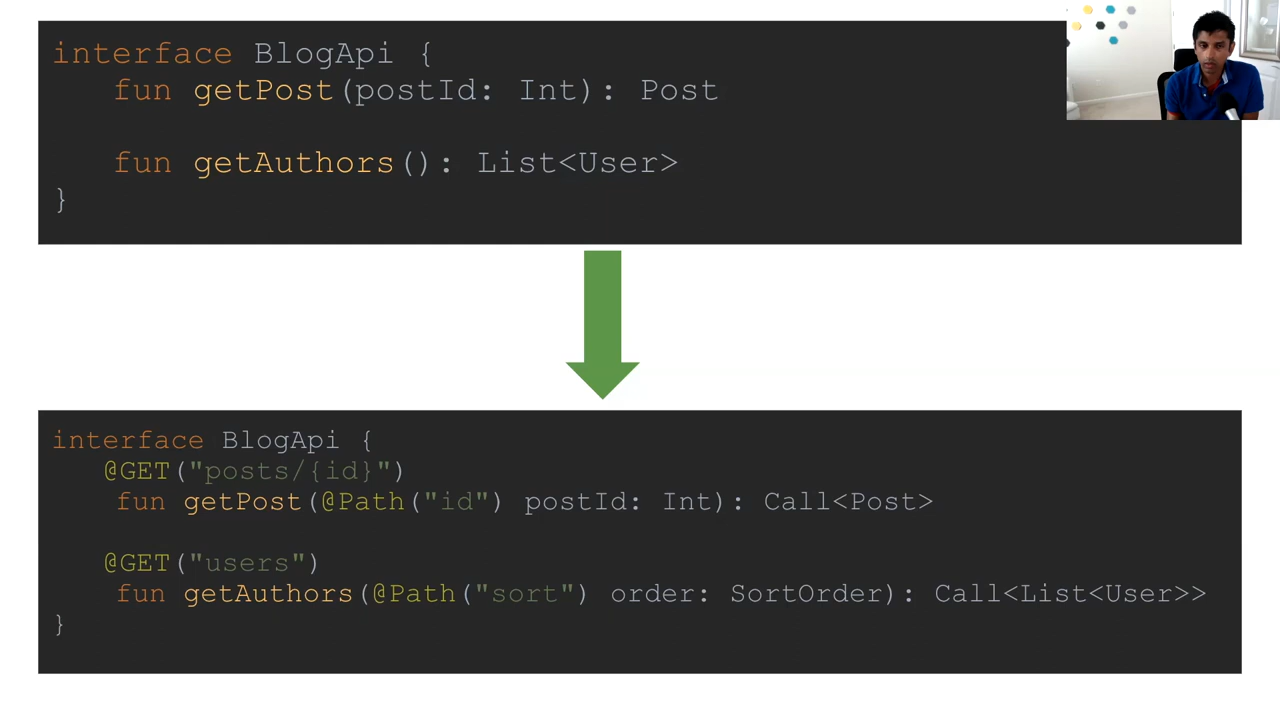 interface BlogApi {
fun getPost(postId: Int): Post
fun getAuthors(): List<User>
}
interface BlogApi {
@GET("posts/{id}")
fun getPost(@Path("id") postId: Int): Call<Post>
@GET("users")
fun getAuthors(@Path("sort") order: SortOrder): Call<List<User>>
}